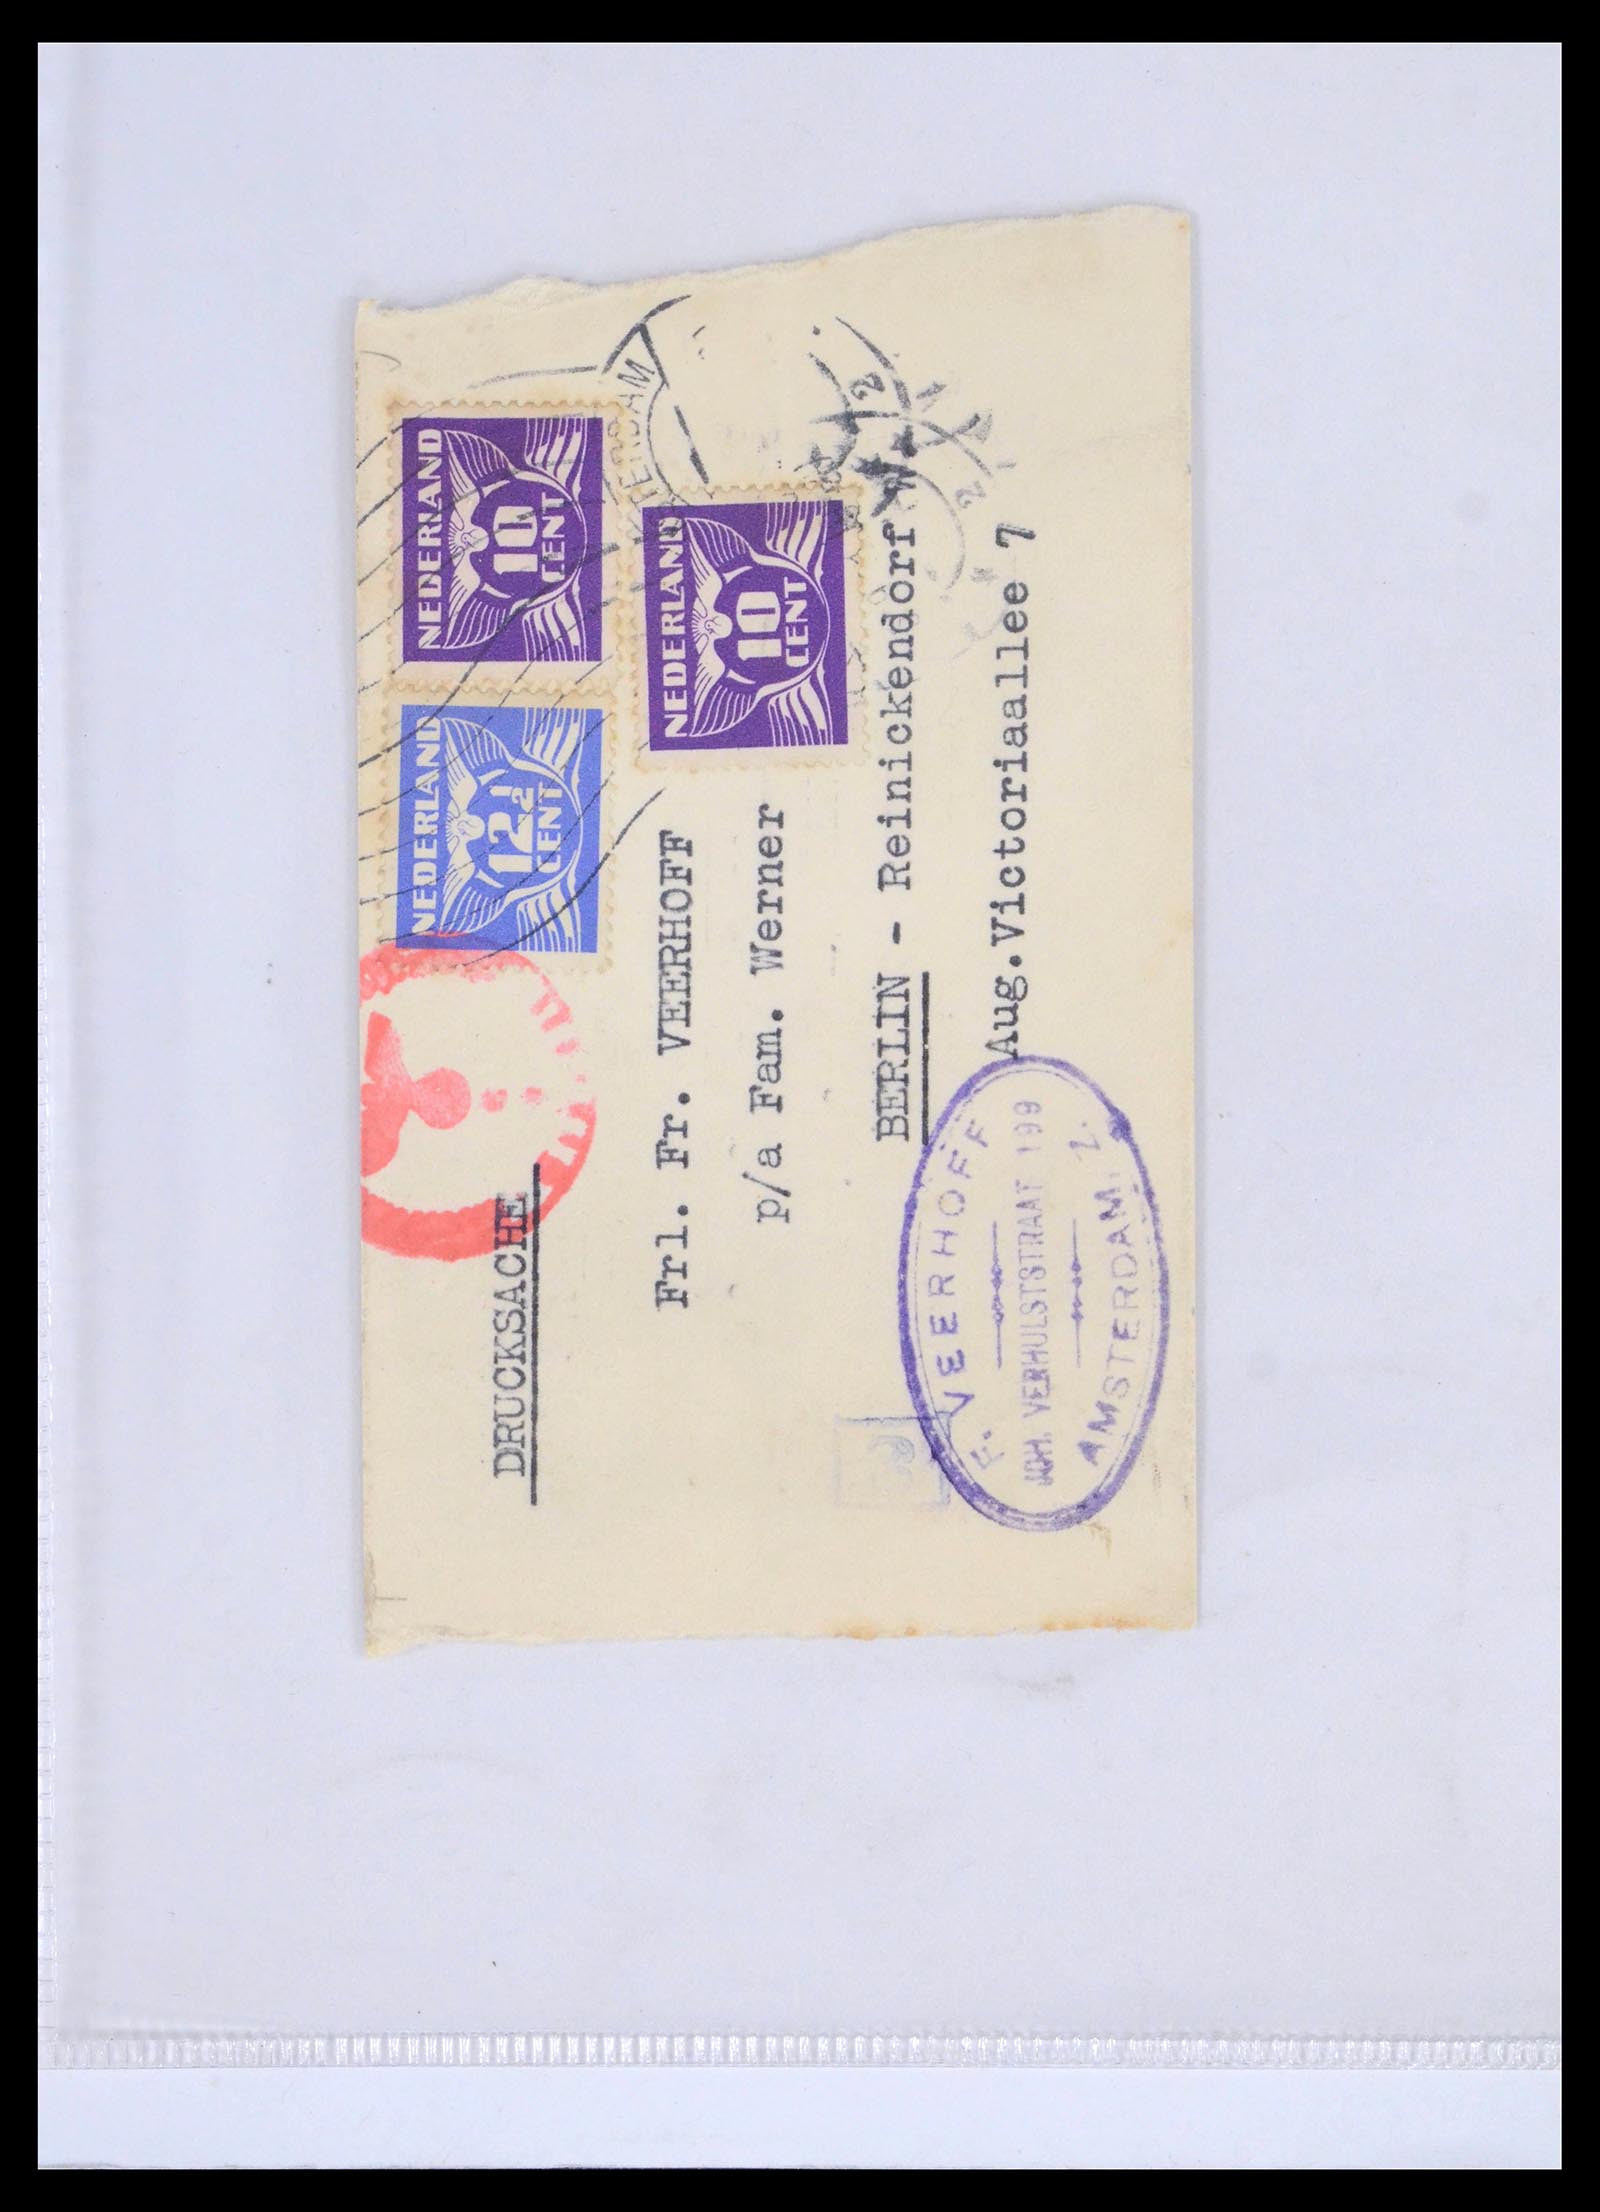 NEDERLAND
12½
CENT
NEDERLAND
10
CENT
NEDERLAND
10
CENT
DRUCKSACHE
Frl. Fr. VEERHOFF
p/a Fam. Werner
BERLIN - Reinickendorf W.
Aug.Victoriaallee 7
F. VEERHOFF
JOH. VERHULSTSTRAAT 199
AMSTERDAM Z.